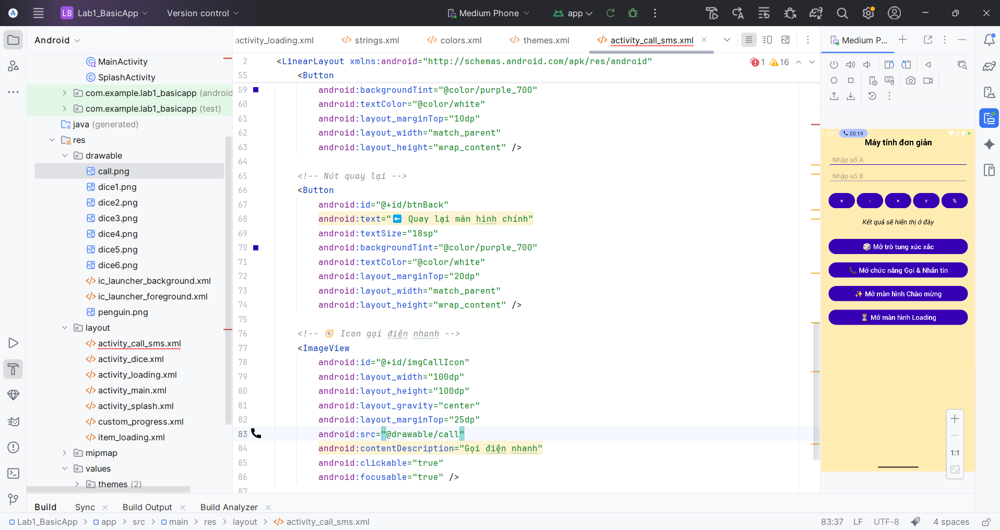 LB Lab1_BasicApp Version control Medium Phone app
Android
MainActivity
SplashActivity
com.example.lab1_basicapp (android
com.example.lab1_basicapp (test)
java (generated)
res
drawable
call.png
dice1.png
dice2.png
dice3.png
dice4.png
dice5.png
dice6.png
ic_launcher_background.xml
ic_launcher_foreground.xml
penguin.png
layout
activity_call_sms.xml
activity_dice.xml
activity_loading.xml
activity_main.xml
activity_splash.xml
custom_progress.xml
item_loading.xml
mipmap
values
themes (2)
activity_loading.xml strings.xml colors.xml themes.xml activity_call_sms.xml
1 16
2 <LinearLayout xmlns:android="http://schemas.android.com/apk/res/android"
55 <Button
59 android:backgroundTint="@color/purple_700"
60 android:textColor="@color/white"
61 android:layout_marginTop="10dp"
62 android:layout_width="match_parent"
63 android:layout_height="wrap_content" />
64
65 <!-- Nút quay lại -->
66 <Button
67 android:id="@+id/btnBack"
68 android:text="⬅️ Quay lại màn hình chính"
69 android:textSize="18sp"
70 android:backgroundTint="@color/purple_700"
71 android:textColor="@color/white"
72 android:layout_marginTop="20dp"
73 android:layout_width="match_parent"
74 android:layout_height="wrap_content" />
75
76 <!-- 🧭 Icon gọi điện nhanh -->
77 <ImageView
78 android:id="@+id/imgCallIcon"
79 android:layout_width="100dp"
80 android:layout_height="100dp"
81 android:layout_gravity="center"
82 android:layout_marginTop="25dp"
83 android:src="@drawable/call"
84 android:contentDescription="Gọi điện nhanh"
85 android:clickable="true"
86 android:focusable="true" />
87
Medium P...
00:19
Máy tính đơn giản
Nhập số A
Nhập số B
+ - × ÷ %
Kết quả sẽ hiển thị ở đây
🎲 Mở trò tung xúc xắc
📞 Mở chức năng Gọi & Nhắn tin
✨ Mở màn hình Chào mừng
⏳ Mở màn hình Loading
1:1
Build Sync Build Output Build Analyzer
Lab1_BasicApp > app > src > main > res > layout > activity_call_sms.xml
83:37 LF UTF-8 4 spaces